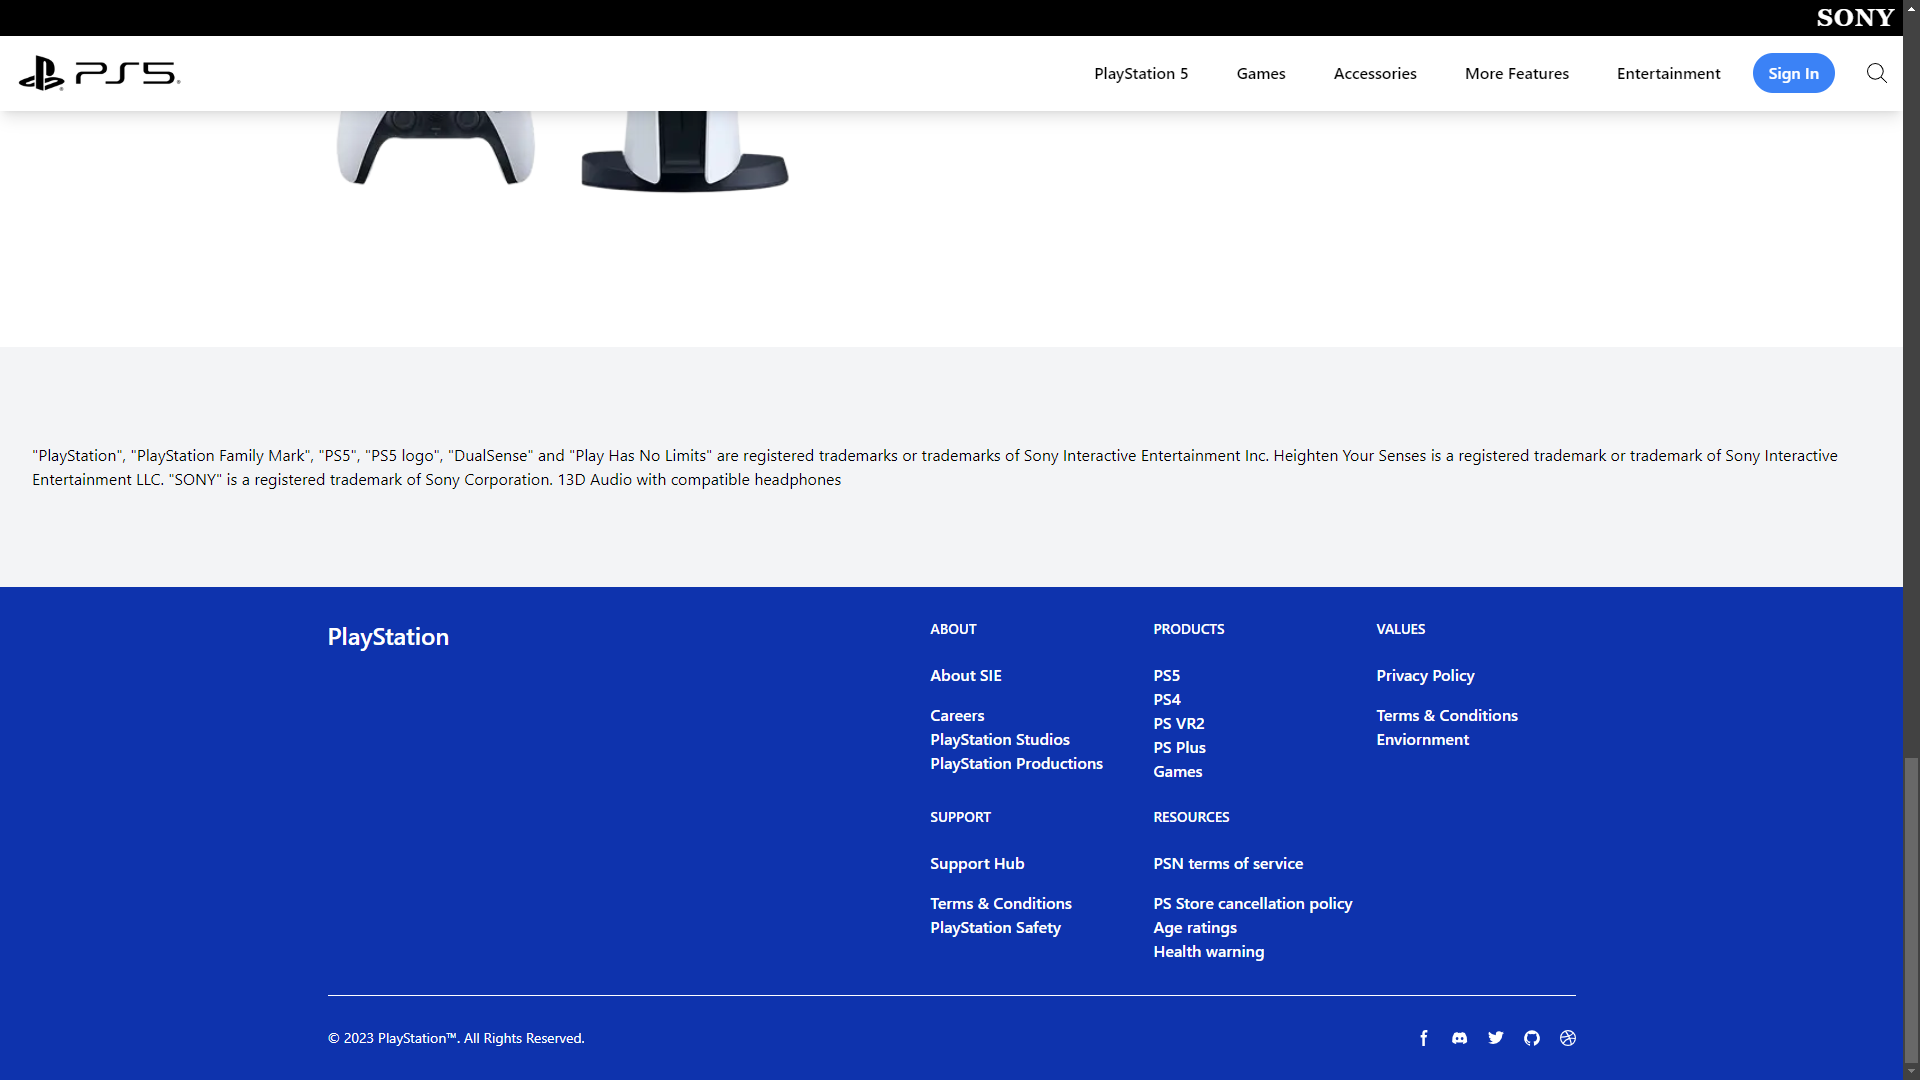 SONY
PS5
PlayStation 5 Games Accessories More Features Entertainment Sign In
"PlayStation", "PlayStation Family Mark", "PS5", "PS5 logo", "DualSense" and "Play Has No Limits" are registered trademarks or trademarks of Sony Interactive Entertainment Inc. Heighten Your Senses is a registered trademark or trademark of Sony Interactive
Entertainment LLC. "SONY" is a registered trademark of Sony Corporation. 13D Audio with compatible headphones
PlayStation
ABOUT
About SIE
Careers
PlayStation Studios
PlayStation Productions
PRODUCTS
PS5
PS4
PS VR2
PS Plus
Games
VALUES
Privacy Policy
Terms & Conditions
Enviornment
SUPPORT
Support Hub
Terms & Conditions
PlayStation Safety
RESOURCES
PSN terms of service
PS Store cancellation policy
Age ratings
Health warning
© 2023 PlayStation™. All Rights Reserved.